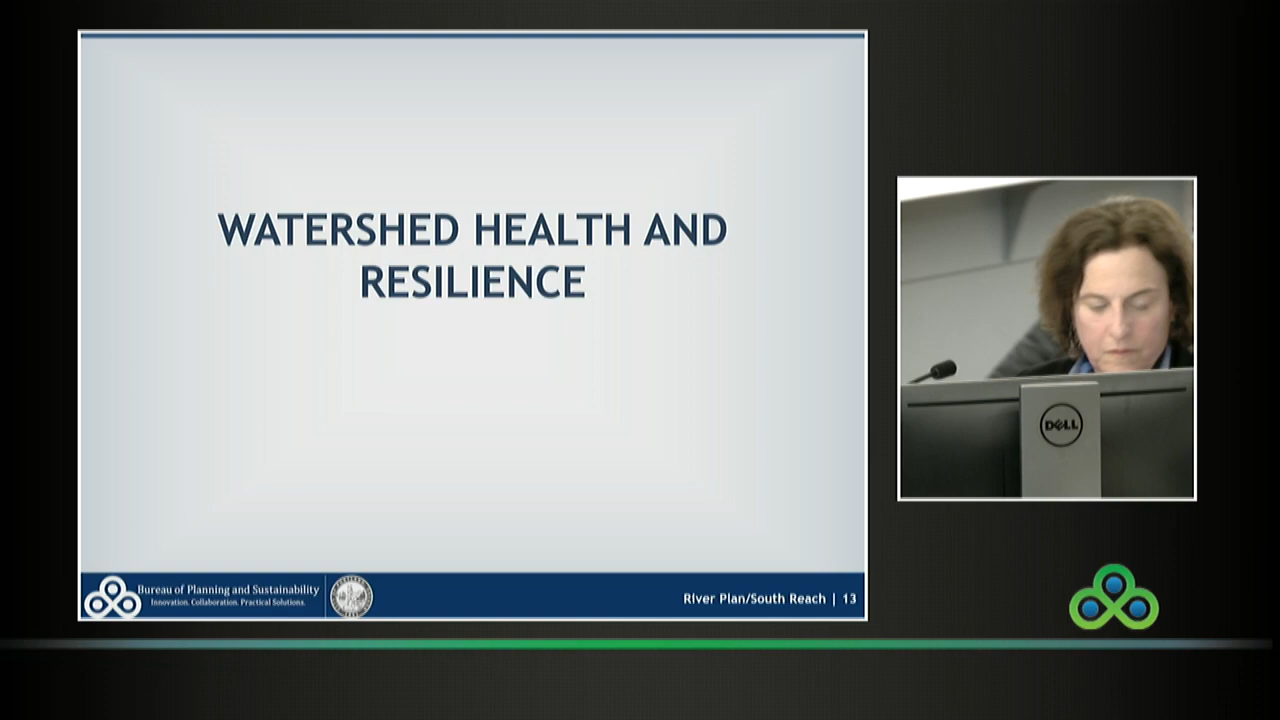 WATERSHED HEALTH AND
RESILIENCE
Bureau of Planning and Sustainability
Innovation. Collaboration. Practical Solutions.
River Plan/South Reach | 13
DELL